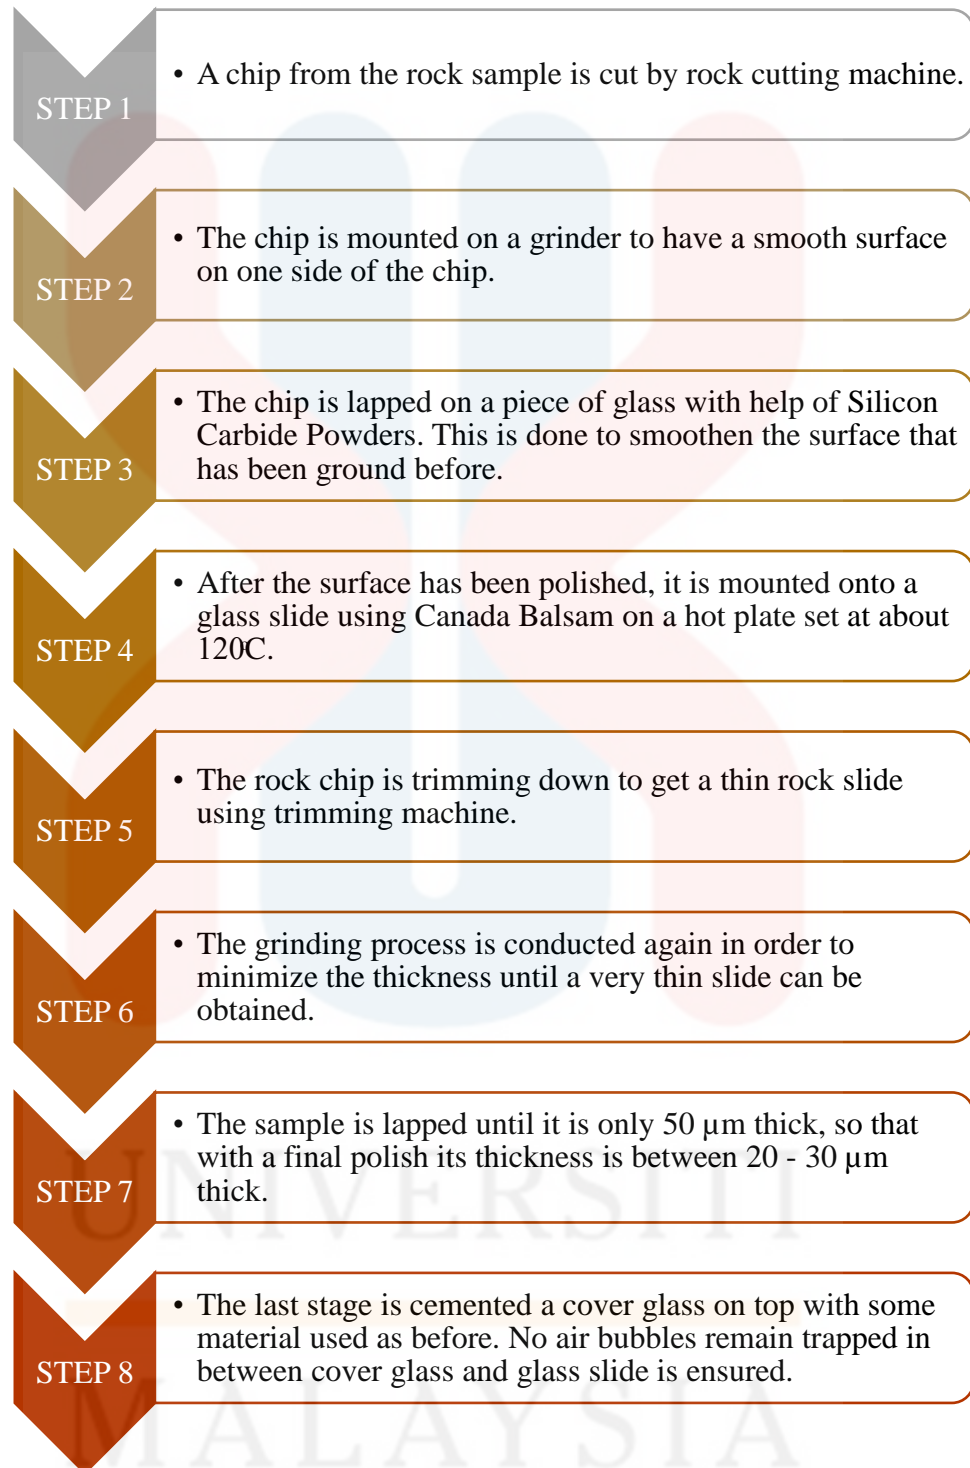 STEP 1
• A chip from the rock sample is cut by rock cutting machine.
STEP 2
• The chip is mounted on a grinder to have a smooth surface
on one side of the chip.
STEP 3
• The chip is lapped on a piece of glass with help of Silicon
Carbide Powders. This is done to smoothen the surface that
has been ground before.
STEP 4
• After the surface has been polished, it is mounted onto a
glass slide using Canada Balsam on a hot plate set at about
120°C.
STEP 5
• The rock chip is trimming down to get a thin rock slide
using trimming machine.
STEP 6
• The grinding process is conducted again in order to
minimize the thickness until a very thin slide can be
obtained.
STEP 7
• The sample is lapped until it is only 50 µm thick, so that
with a final polish its thickness is between 20 - 30 µm
thick.
UNIVERSITI
STEP 8
• The last stage is cemented a cover glass on top with some
material used as before. No air bubbles remain trapped in
between cover glass and glass slide is ensured.
MALAYSIA